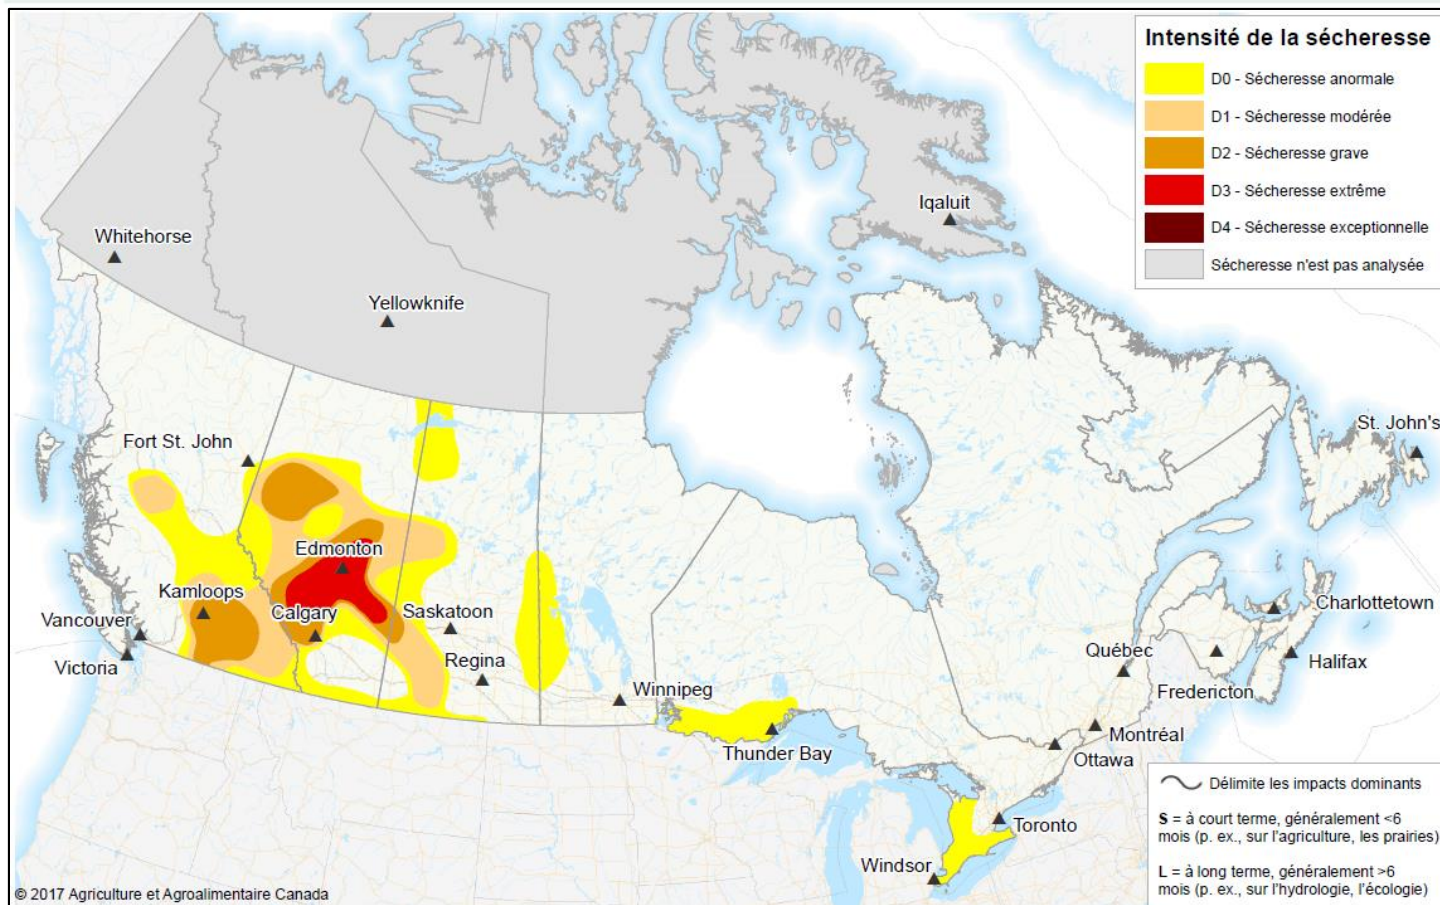 Intensité de la sécheresse
D0 - Sécheresse anormale
D1 - Sécheresse modérée
D2 - Sécheresse grave
D3 - Sécheresse extrême
D4 - Sécheresse exceptionnelle
Sécheresse n'est pas analysée
Iqaluit
Whitehorse
Yellowknife
Fort St. John
St. John's
Edmonton
Kamloops
Calgary
Saskatoon
Vancouver
Victoria
Regina
Winnipeg
Thunder Bay
Charlottetown
Québec
Halifax
Fredericton
Montréal
Ottawa
Toronto
Windsor
Délimite les impacts dominants
S = à court terme, généralement <6
mois (p. ex., sur l'agriculture, les prairies)
L = à long terme, généralement >6
mois (p. ex., sur l'hydrologie, l'écologie)
© 2017 Agriculture et Agroalimentaire Canada